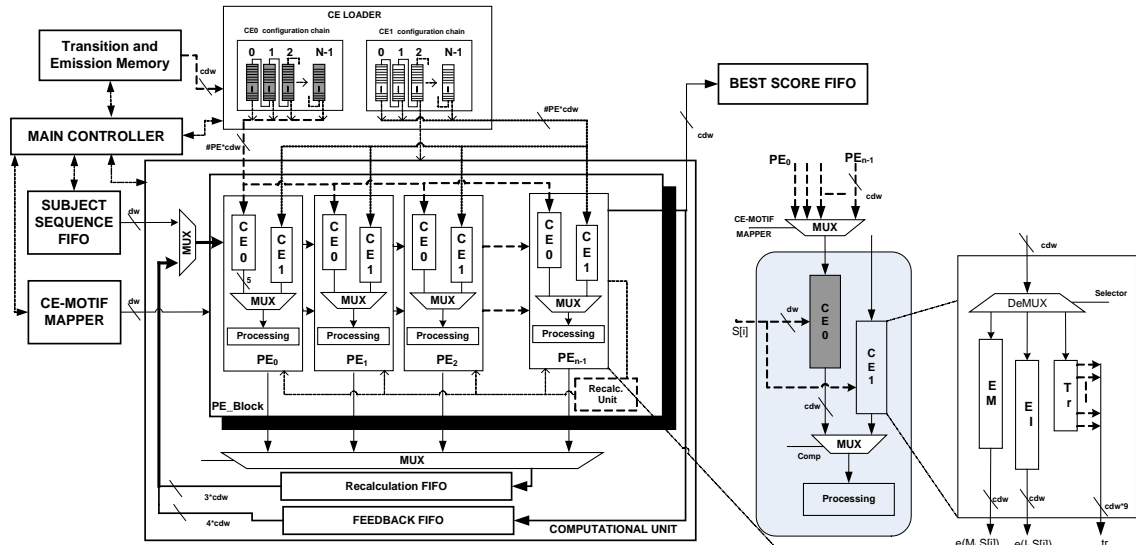 CE LOADER
CE0 configuration chain
CE1 configuration chain
0 1 2 N-1
0 1 2 N-1
Transition and
Emission Memory
cdw
BEST SCORE FIFO
MAIN CONTROLLER
#PE*cdw
#PE*cdw
cdw
SUBJECT
SEQUENCE
FIFO
dw
MUX
CE-MOTIF
MAPPER
dw
CE0
CE1
5
MUX
Processing
PE0
CE0
CE1
MUX
Processing
PE1
CE0
CE1
MUX
Processing
PE2
CE0
CE1
MUX
Processing
PEn-1
Recalc.
Unit
PE_Block
MUX
Recalculation FIFO
3*cdw
FEEDBACK FIFO
4*cdw
COMPUTATIONAL UNIT
PE0
PEn-1
cdw
CE-MOTIF
MAPPER
MUX
S[i]
dw
CE0
CE1
cdw
MUX
Comp
Processing
cdw
DeMUX
Selector
EM
EI
Tr
cdw
cdw
cdw*9
e(M,S[i])
e(I,S[i])
tr